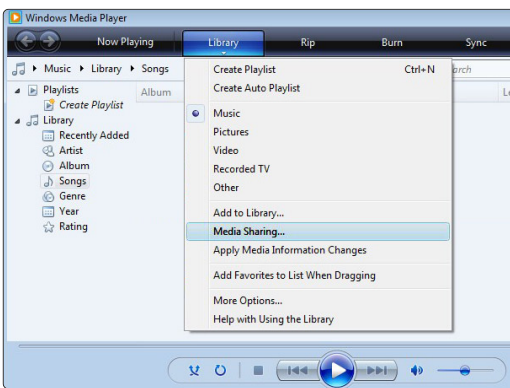 Windows Media Player
Now Playing Library Rip Burn Sync
Music Library Songs
Playlists
Create Playlist
Library
Recently Added
Artist
Album
Songs
Genre
Year
Rating
Album
Create Playlist Ctrl+N
Create Auto Playlist
Music
Pictures
Video
Recorded TV
Other
Add to Library...
Media Sharing...
Apply Media Information Changes
Add Favorites to List When Dragging
More Options...
Help with Using the Library